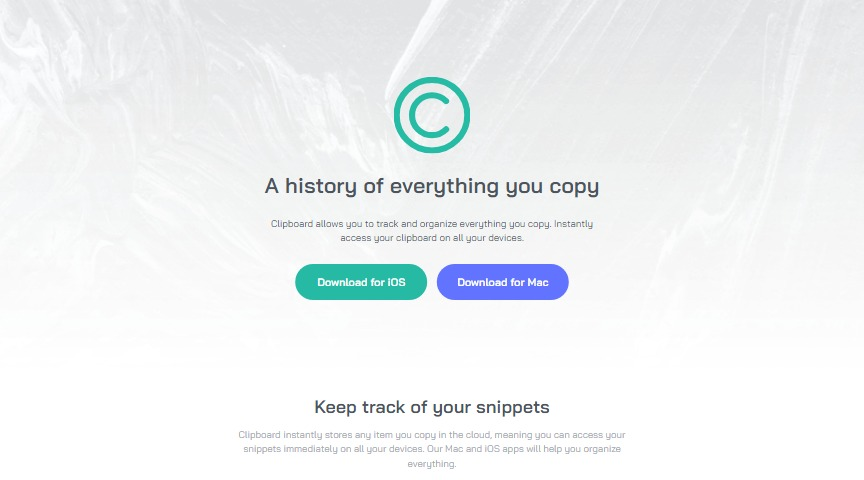 A history of everything you copy
Clipboard allows you to track and organize everything you copy. Instantly
access your clipboard on all your devices.
Download for iOS
Download for Mac
Keep track of your snippets
Clipboard instantly stores any item you copy in the cloud, meaning you can access your
snippets immediately on all your devices. Our Mac and iOS apps will help you organize
everything.